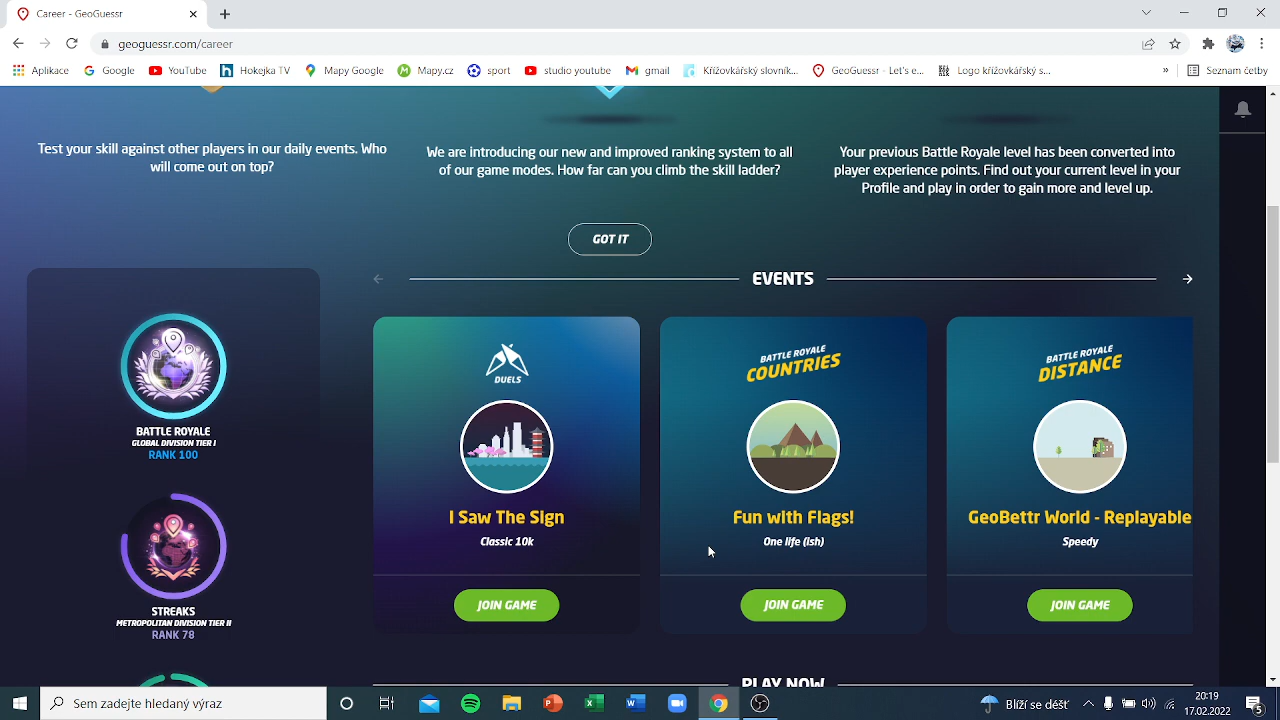 Career - GeoGuessr
geoguessr.com/career
Aplikace
Google
YouTube
Hokejka TV
Mapy Google
Mapy.cz
sport
studio youtube
gmail
Křížovkářský slovník...
GeoGuessr - Let's e...
Logo křížovkářský s...
»
Seznam četby
Test your skill against other players in our daily events. Who
will come out on top?
We are introducing our new and improved ranking system to all
of our game modes. How far can you climb the skill ladder?
Your previous Battle Royale level has been converted into
player experience points. Find out your current level in your
Profile and play in order to gain more and level up.
GOT IT
EVENTS
BATTLE ROYALE
GLOBAL DIVISION TIER I
RANK 100
STREAKS
METROPOLITAN DIVISION TIER II
RANK 78
DUELS
I Saw The Sign
Classic 10k
JOIN GAME
BATTLE ROYALE
COUNTRIES
Fun with Flags!
One life (ish)
JOIN GAME
BATTLE ROYALE
DISTANCE
GeoBettr World - Replayable
Speedy
JOIN GAME
PLAY NOW
Sem zadejte hledaný výraz
Blíží se déšť
20:19
17.02.2022
5